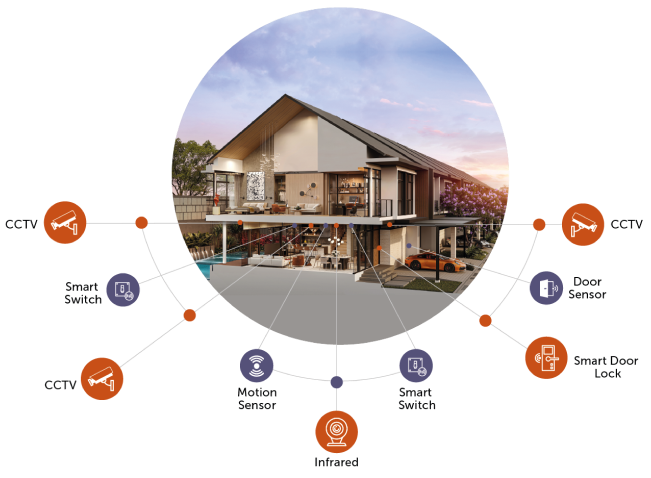 CCTV
CCTV
Smart
Switch
Door
Sensor
CCTV
Motion
Sensor
Smart
Switch
Smart Door
Lock
Infrared